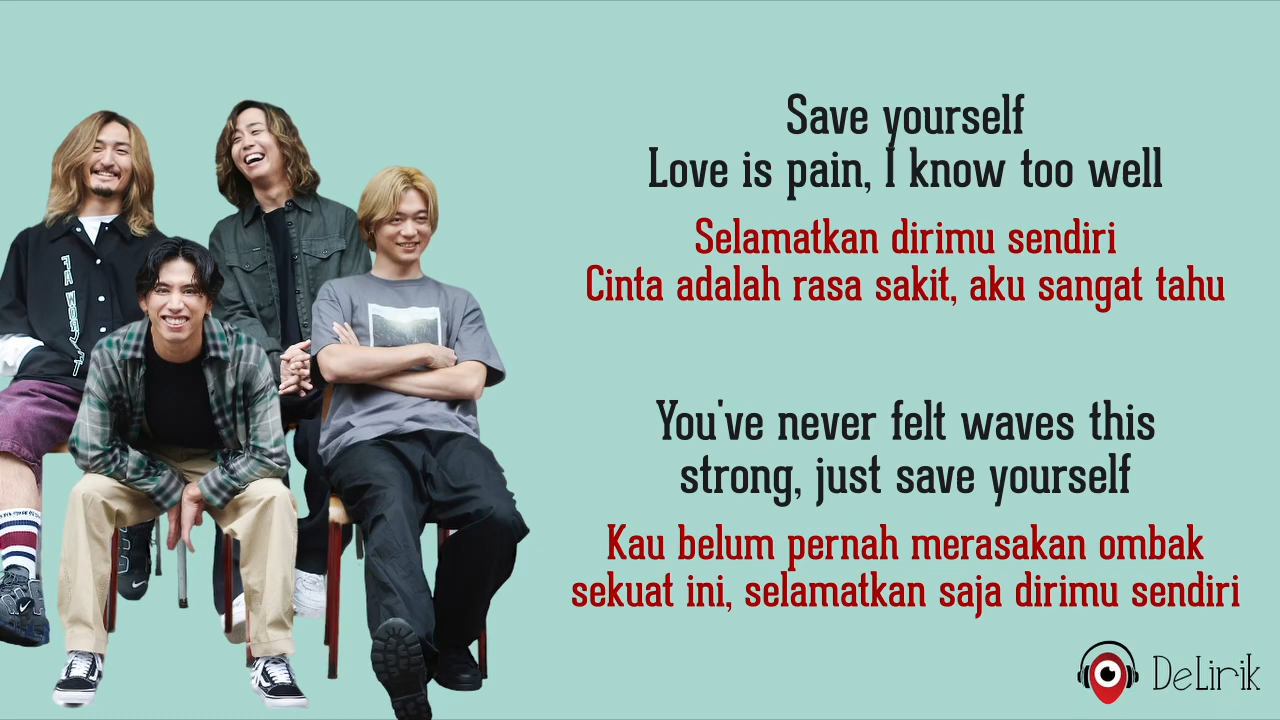 Save yourself
Love is pain, I know too well
Selamatkan dirimu sendiri
Cinta adalah rasa sakit, aku sangat tahu
You've never felt waves this
strong, just save yourself
Kau belum pernah merasakan ombak
sekuat ini, selamatkan saja dirimu sendiri
DeLirik